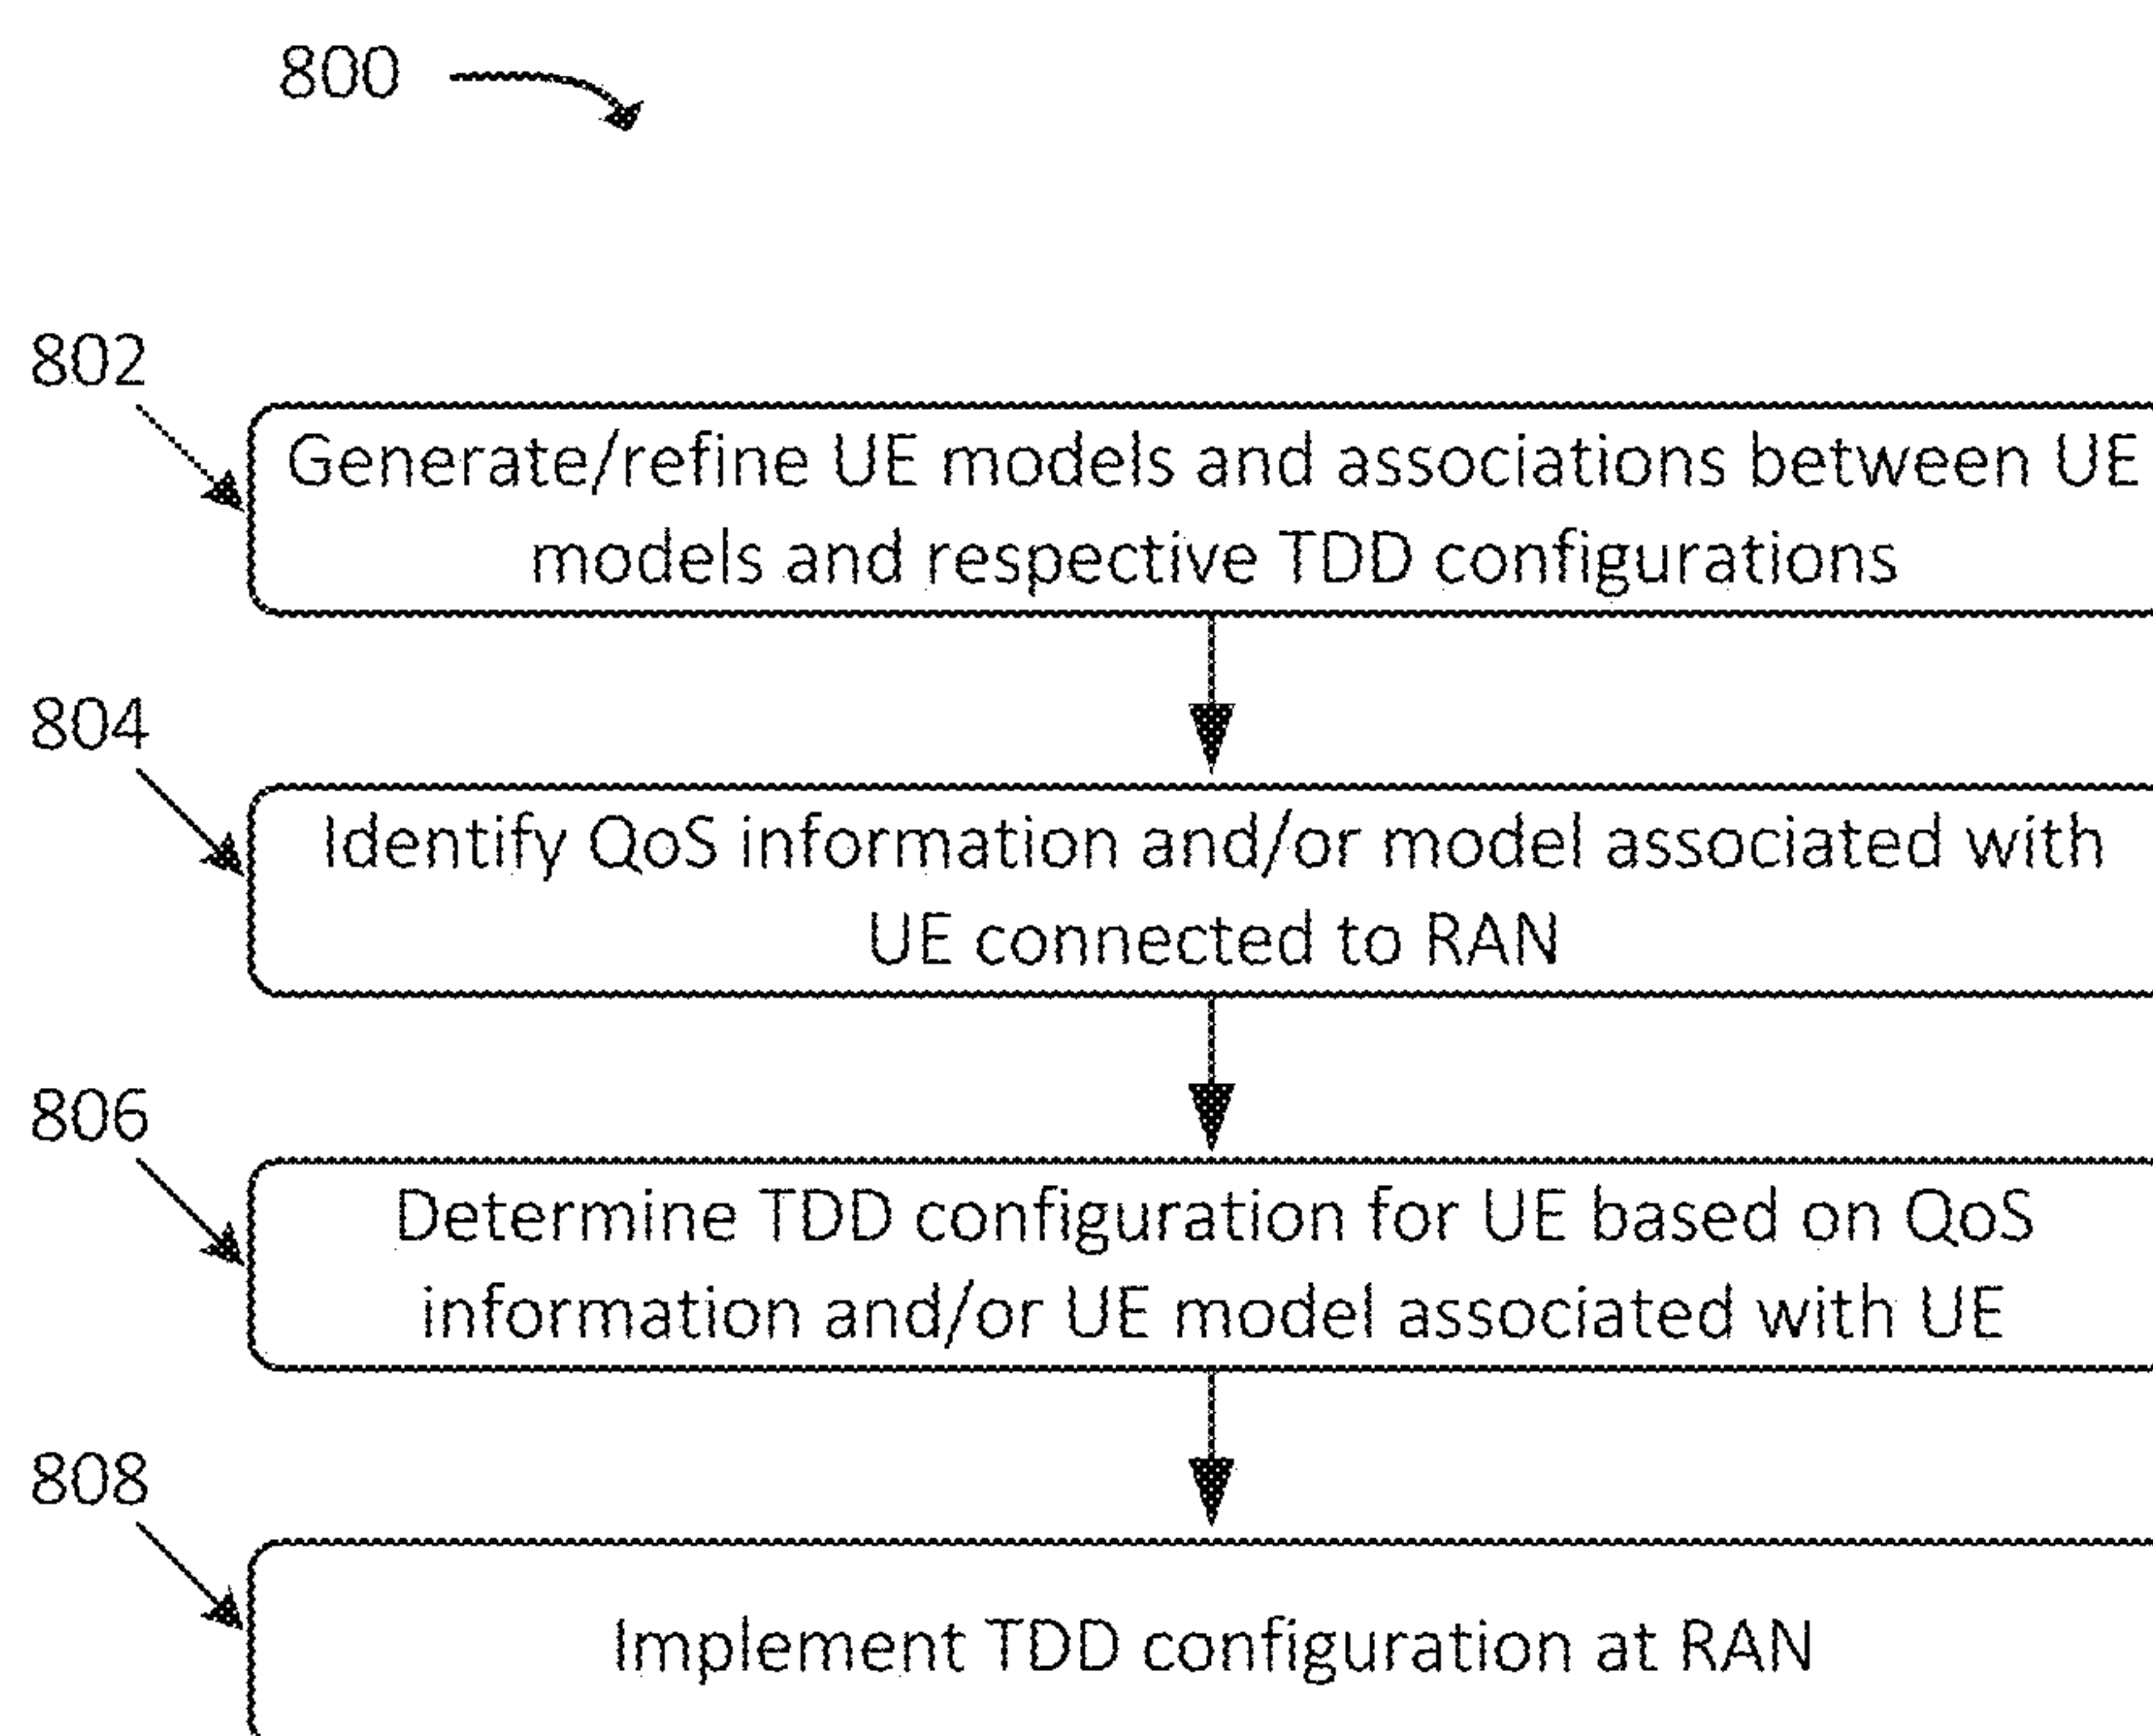 800
802
Generate/refine UE models and associations between UE
models and respective TDD configurations
804
Identify QoS information and/or model associated with
UE connected to RAN
806
Determine TDD configuration for UE based on QoS
information and/or UE model associated with UE
808
Implement TDD configuration at RAN